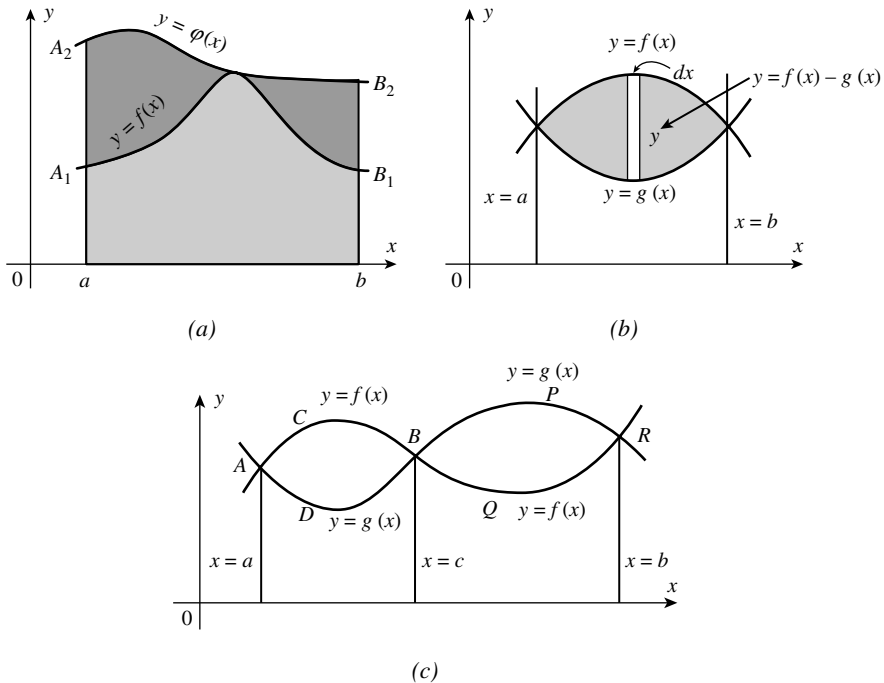 y
y = φ(x)
A2
y = f(x)
B2
A1
B1
x
0
a
b
(a)
y
y = f (x)
dx
y = f(x) – g (x)
y
y = g (x)
x = a
x = b
x
0
(b)
y
y = g (x)
y = f (x)
P
C
B
R
A
D
y = g (x)
Q
y = f(x)
x = a
x = c
x = b
x
0
(c)